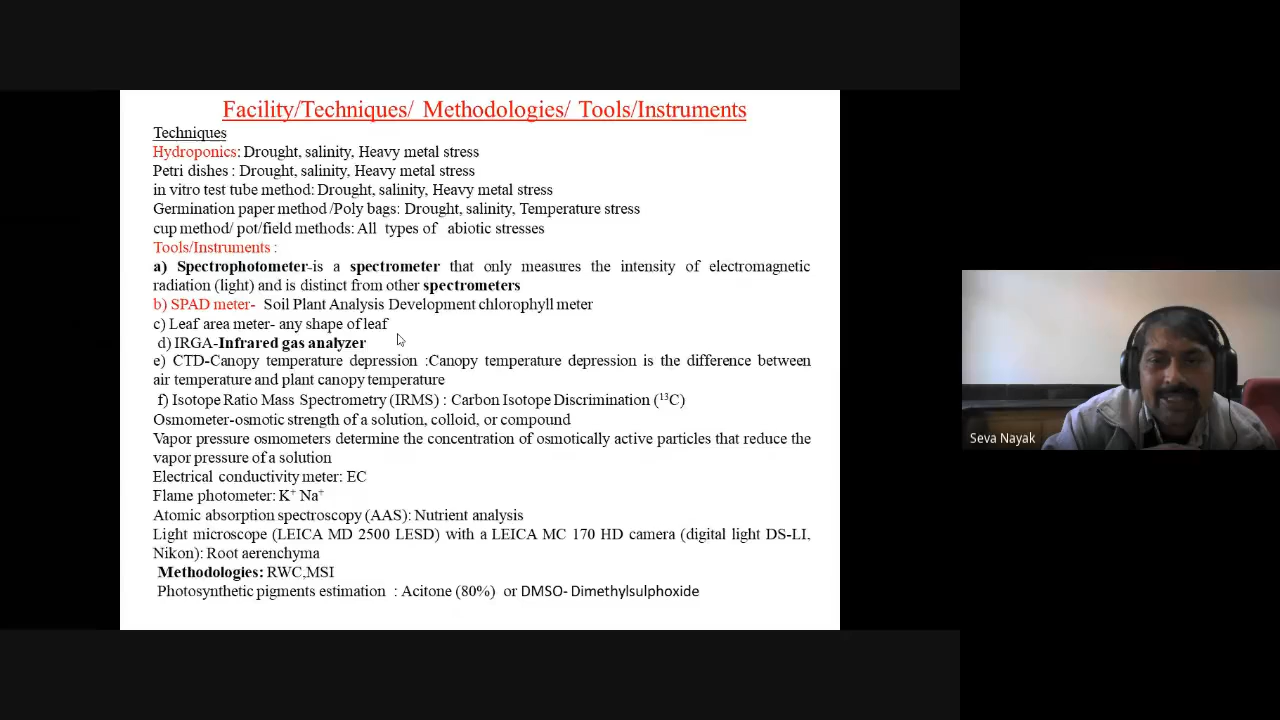 Facility/Techniques/ Methodologies/ Tools/Instruments
Techniques
Hydroponics: Drought, salinity, Heavy metal stress
Petri dishes : Drought, salinity, Heavy metal stress
in vitro test tube method: Drought, salinity, Heavy metal stress
Germination paper method /Poly bags: Drought, salinity, Temperature stress
cup method/ pot/field methods: All types of abiotic stresses
Tools/Instruments :
a) Spectrophotometer-is a spectrometer that only measures the intensity of electromagnetic
radiation (light) and is distinct from other spectrometers
b) SPAD meter- Soil Plant Analysis Development chlorophyll meter
c) Leaf area meter- any shape of leaf
d) IRGA-Infrared gas analyzer
e) CTD-Canopy temperature depression :Canopy temperature depression is the difference between
air temperature and plant canopy temperature
f) Isotope Ratio Mass Spectrometry (IRMS) : Carbon Isotope Discrimination (¹³C)
Osmometer-osmotic strength of a solution, colloid, or compound
Vapor pressure osmometers determine the concentration of osmotically active particles that reduce the
vapor pressure of a solution
Electrical conductivity meter: EC
Flame photometer: K⁺ Na⁺
Atomic absorption spectroscopy (AAS): Nutrient analysis
Light microscope (LEICA MD 2500 LESD) with a LEICA MC 170 HD camera (digital light DS-LI,
Nikon): Root aerenchyma
Methodologies: RWC,MSI
Photosynthetic pigments estimation : Acitone (80%) or DMSO- Dimethylsulphoxide
Seva Nayak